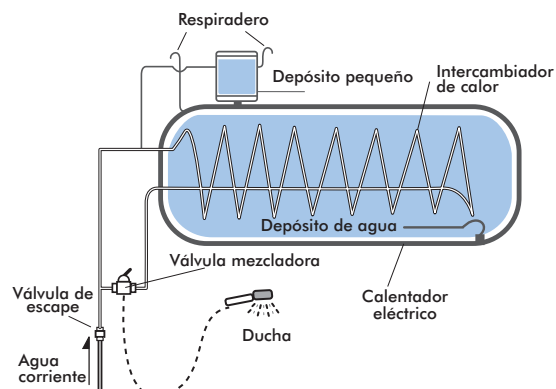 Respiradero
Depósito pequeño
Intercambiador
de calor
Depósito de agua
Válvula mezcladora
Válvula de
escape
Calentador
eléctrico
Ducha
Agua
corriente